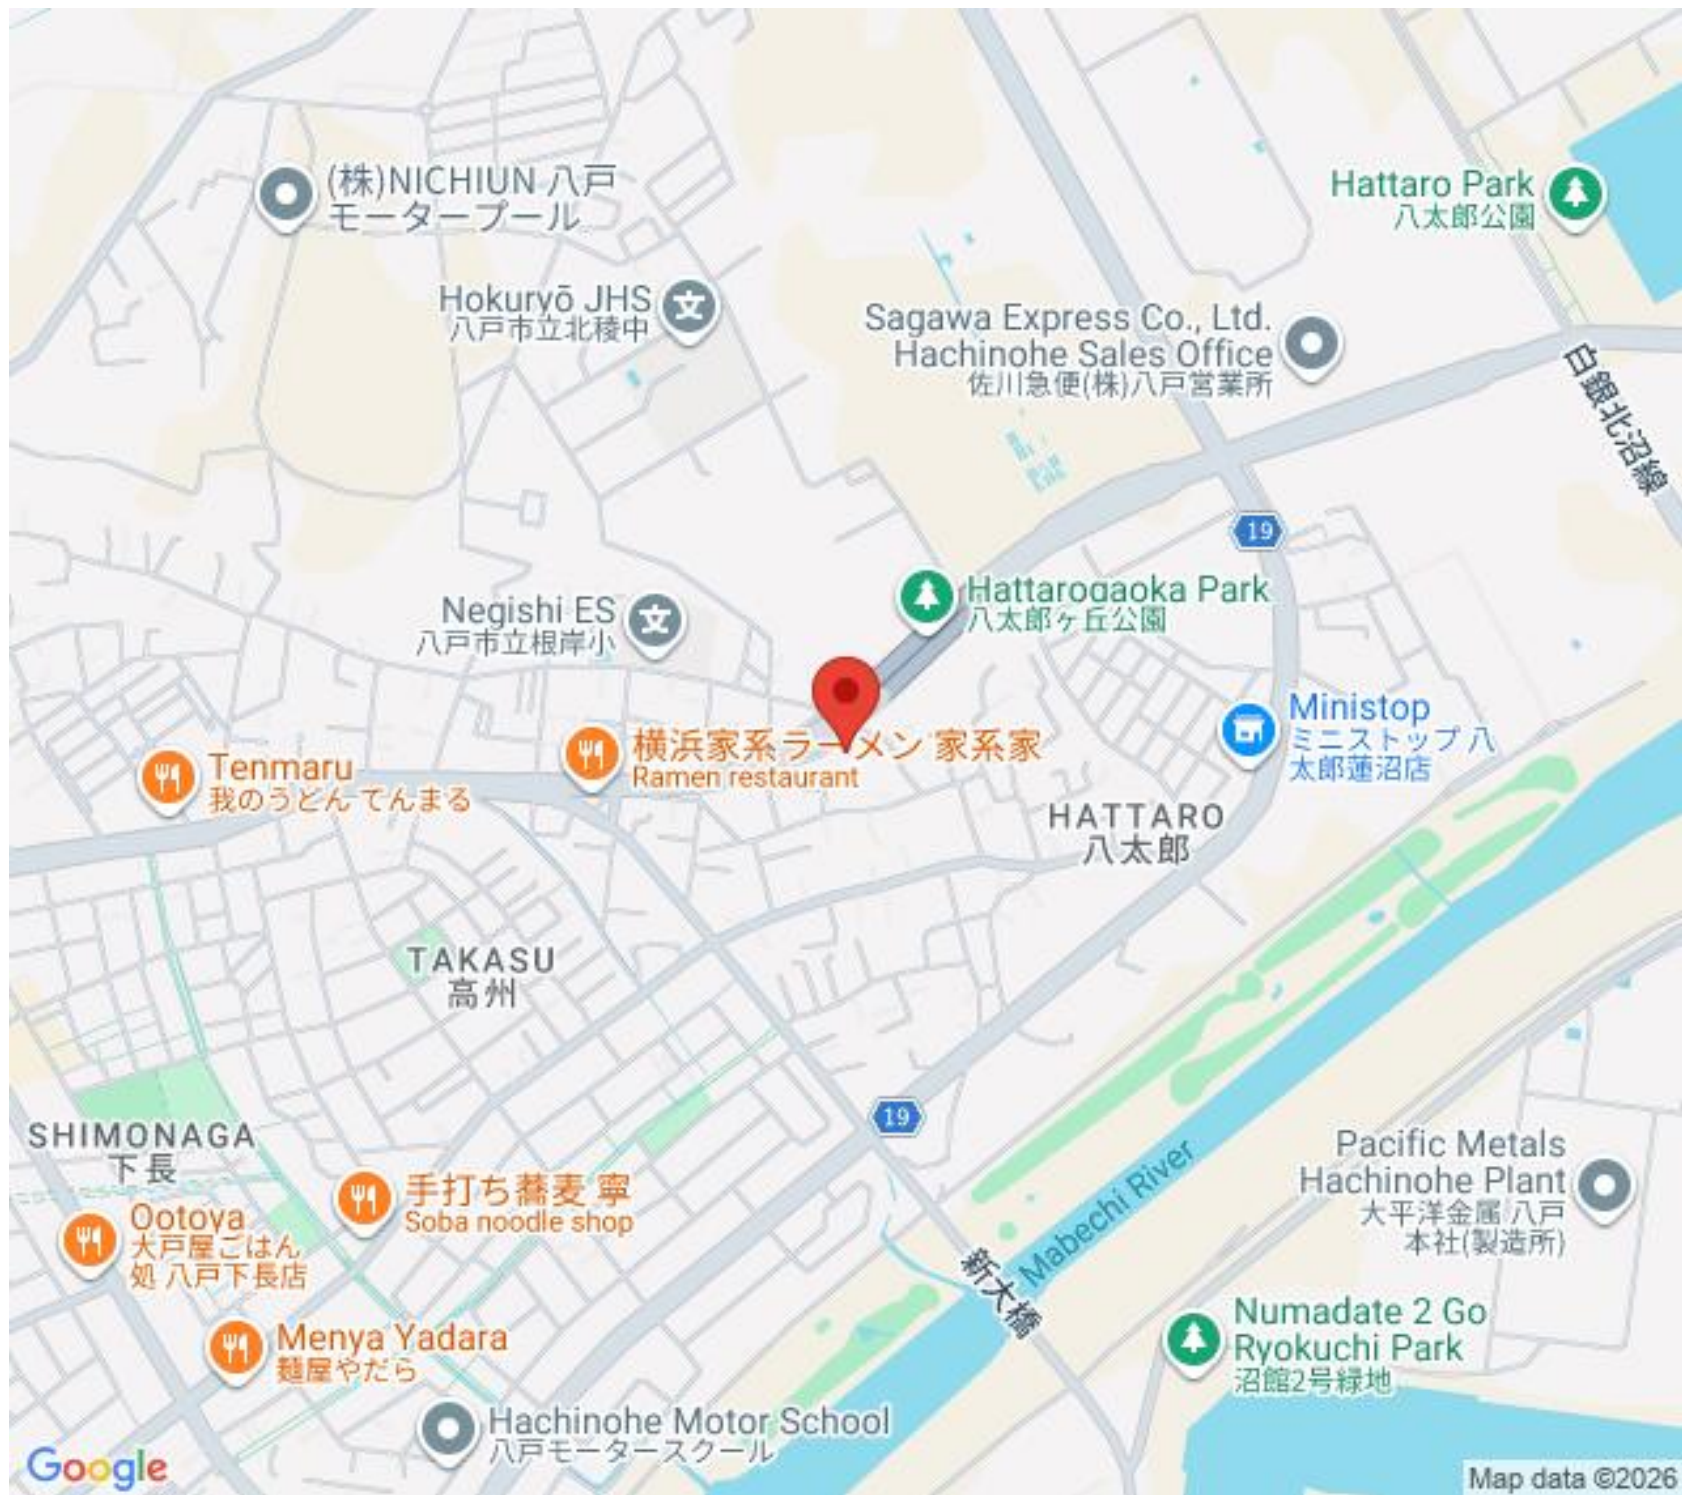 (株)NICHIUN 八戸
モータープール
Hattaro Park
八太郎公園
Hokuryō JHS
八戸市立北稜中
Sagawa Express Co., Ltd.
Hachinohe Sales Office
佐川急便(株)八戸営業所
白銀北沼線
19
Hattarogaoka Park
八太郎ヶ丘公園
Negishi ES
八戸市立根岸小
Ministop
ミニストップ 八
太郎蓮沼店
横浜家系ラーメン 家系家
Ramen restaurant
Tenmaru
我のうどん てんまる
HATTARO
八太郎
TAKASU
高州
19
SHIMONAGA
下長
Pacific Metals
Hachinohe Plant
大平洋金属 八戸
本社(製造所)
Mabechi River
手打ち蕎麦 寧
Soba noodle shop
Ootoya
大戸屋ごはん
処 八戸下長店
新大橋
Numadate 2 Go
Ryokuchi Park
沼館2号緑地
Menya Yadara
麺屋やだら
Hachinohe Motor School
八戸モータースクール
Google
Map data ©2026